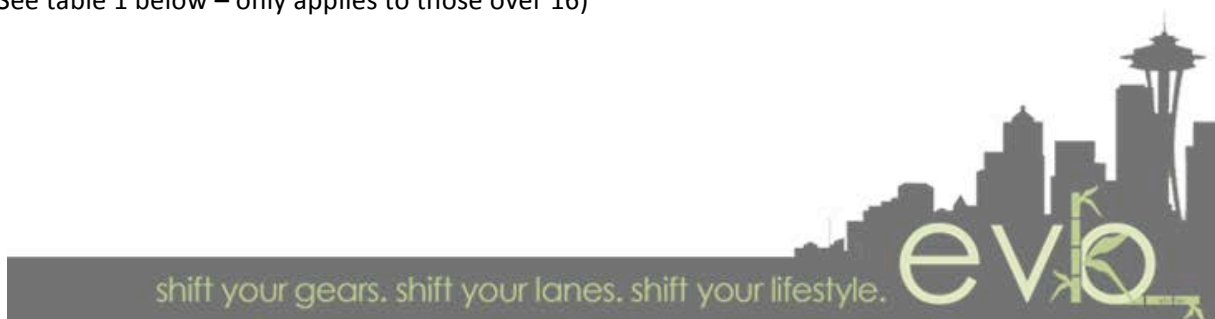 See table 1 below – only applies to those over 16)
shift your gears. shift your lanes. shift your lifestyle. evb